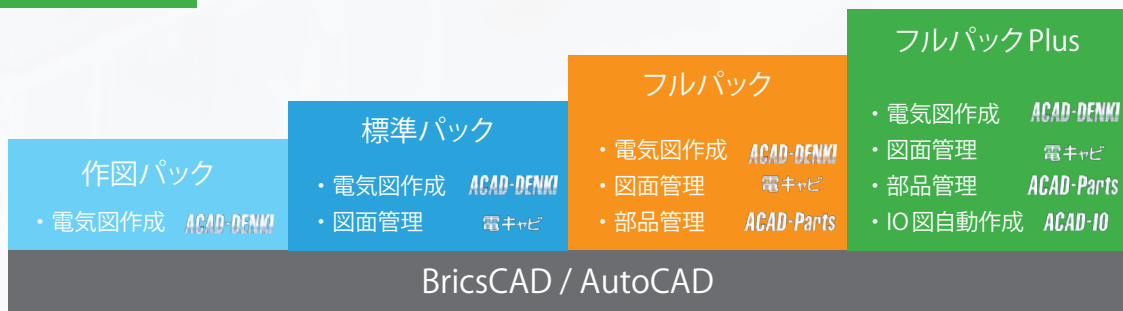 作図パック
・電気図作成 ACAD-DENKI
標準パック
・電気図作成 ACAD-DENKI
・図面管理 電キャビ
フルパック
・電気図作成 ACAD-DENKI
・図面管理 電キャビ
・部品管理 ACAD-Parts
フルパックPlus
・電気図作成 ACAD-DENKI
・図面管理 電キャビ
・部品管理 ACAD-Parts
・IO図自動作成 ACAD-IO
BricsCAD / AutoCAD